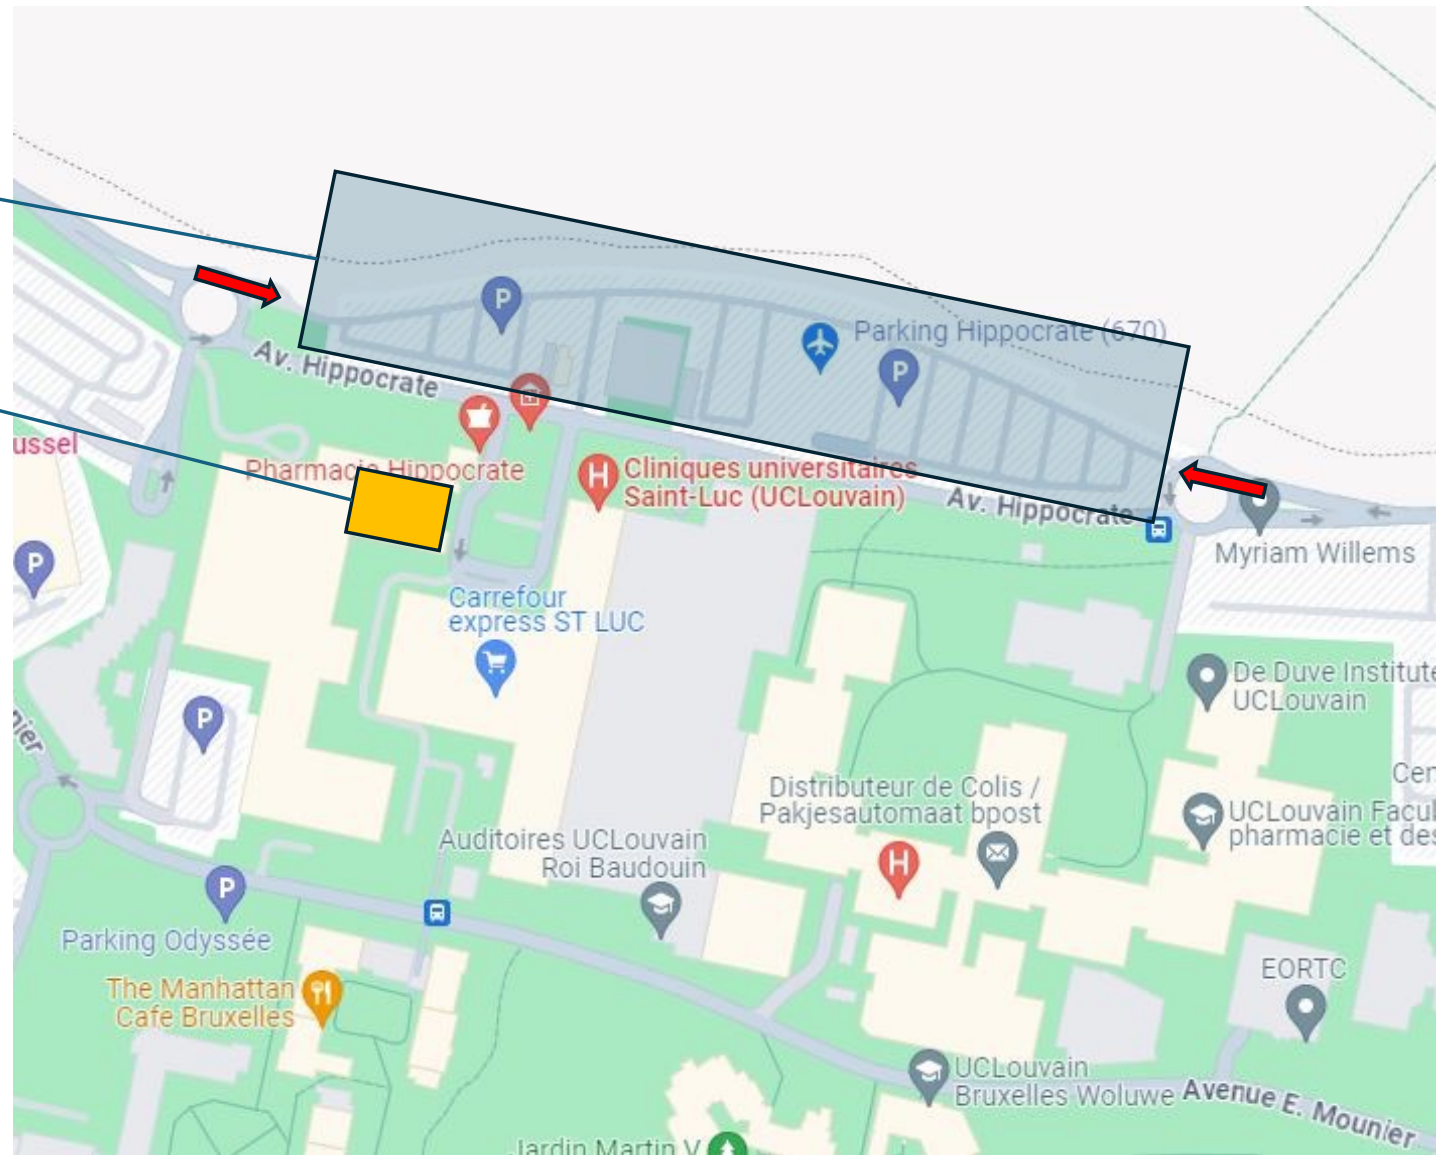 P
Parking Hippocrate (670)
P
Av. Hippocrate
ussel
Pharmacie Hippocrate
H
Cliniques universitaires
Saint-Luc (UCLouvain)
Av. Hippocrate
Myriam Willems
P
Carrefour
express ST LUC
De Duve Institute
UCLouvain
P
nier
Cen
Distributeur de Colis /
Pakjesautomaat bpost
UCLouvain Facul
pharmacie et des
Auditoires UCLouvain
Roi Baudouin
H
P
Parking Odyssée
EORTC
The Manhattan
Cafe Bruxelles
UCLouvain
Bruxelles Woluwe
Avenue E. Mounier
Jardin Martin V